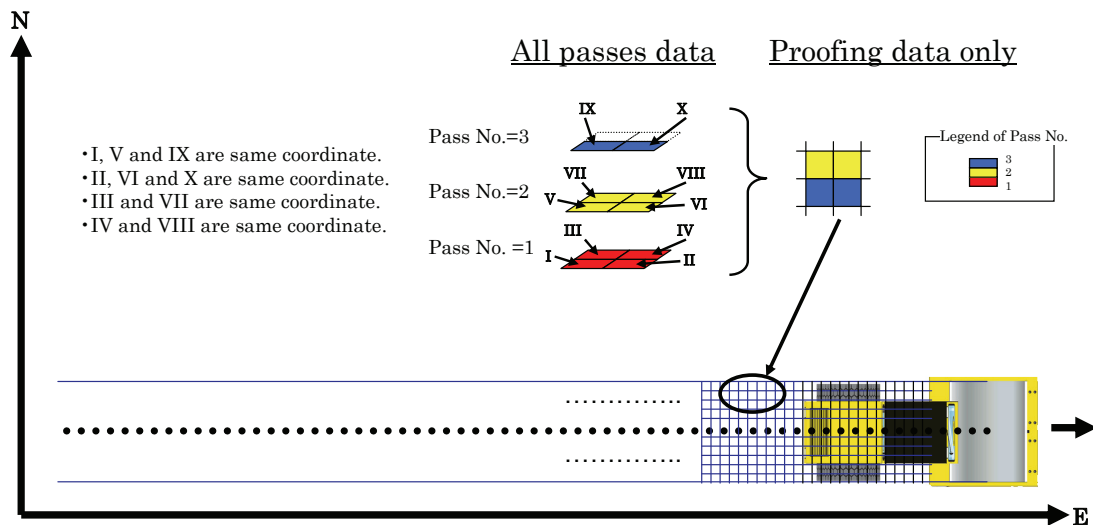 N
All passes data
Proofing data only
IX
X
Pass No.=3
Legend of Pass No.
3
2
1
・I, V and IX are same coordinate.
・II, VI and X are same coordinate.
・III and VII are same coordinate.
・IV and VIII are same coordinate.
VII
VIII
Pass No.=2
V
VI
III
IV
Pass No. =1
I
II
E